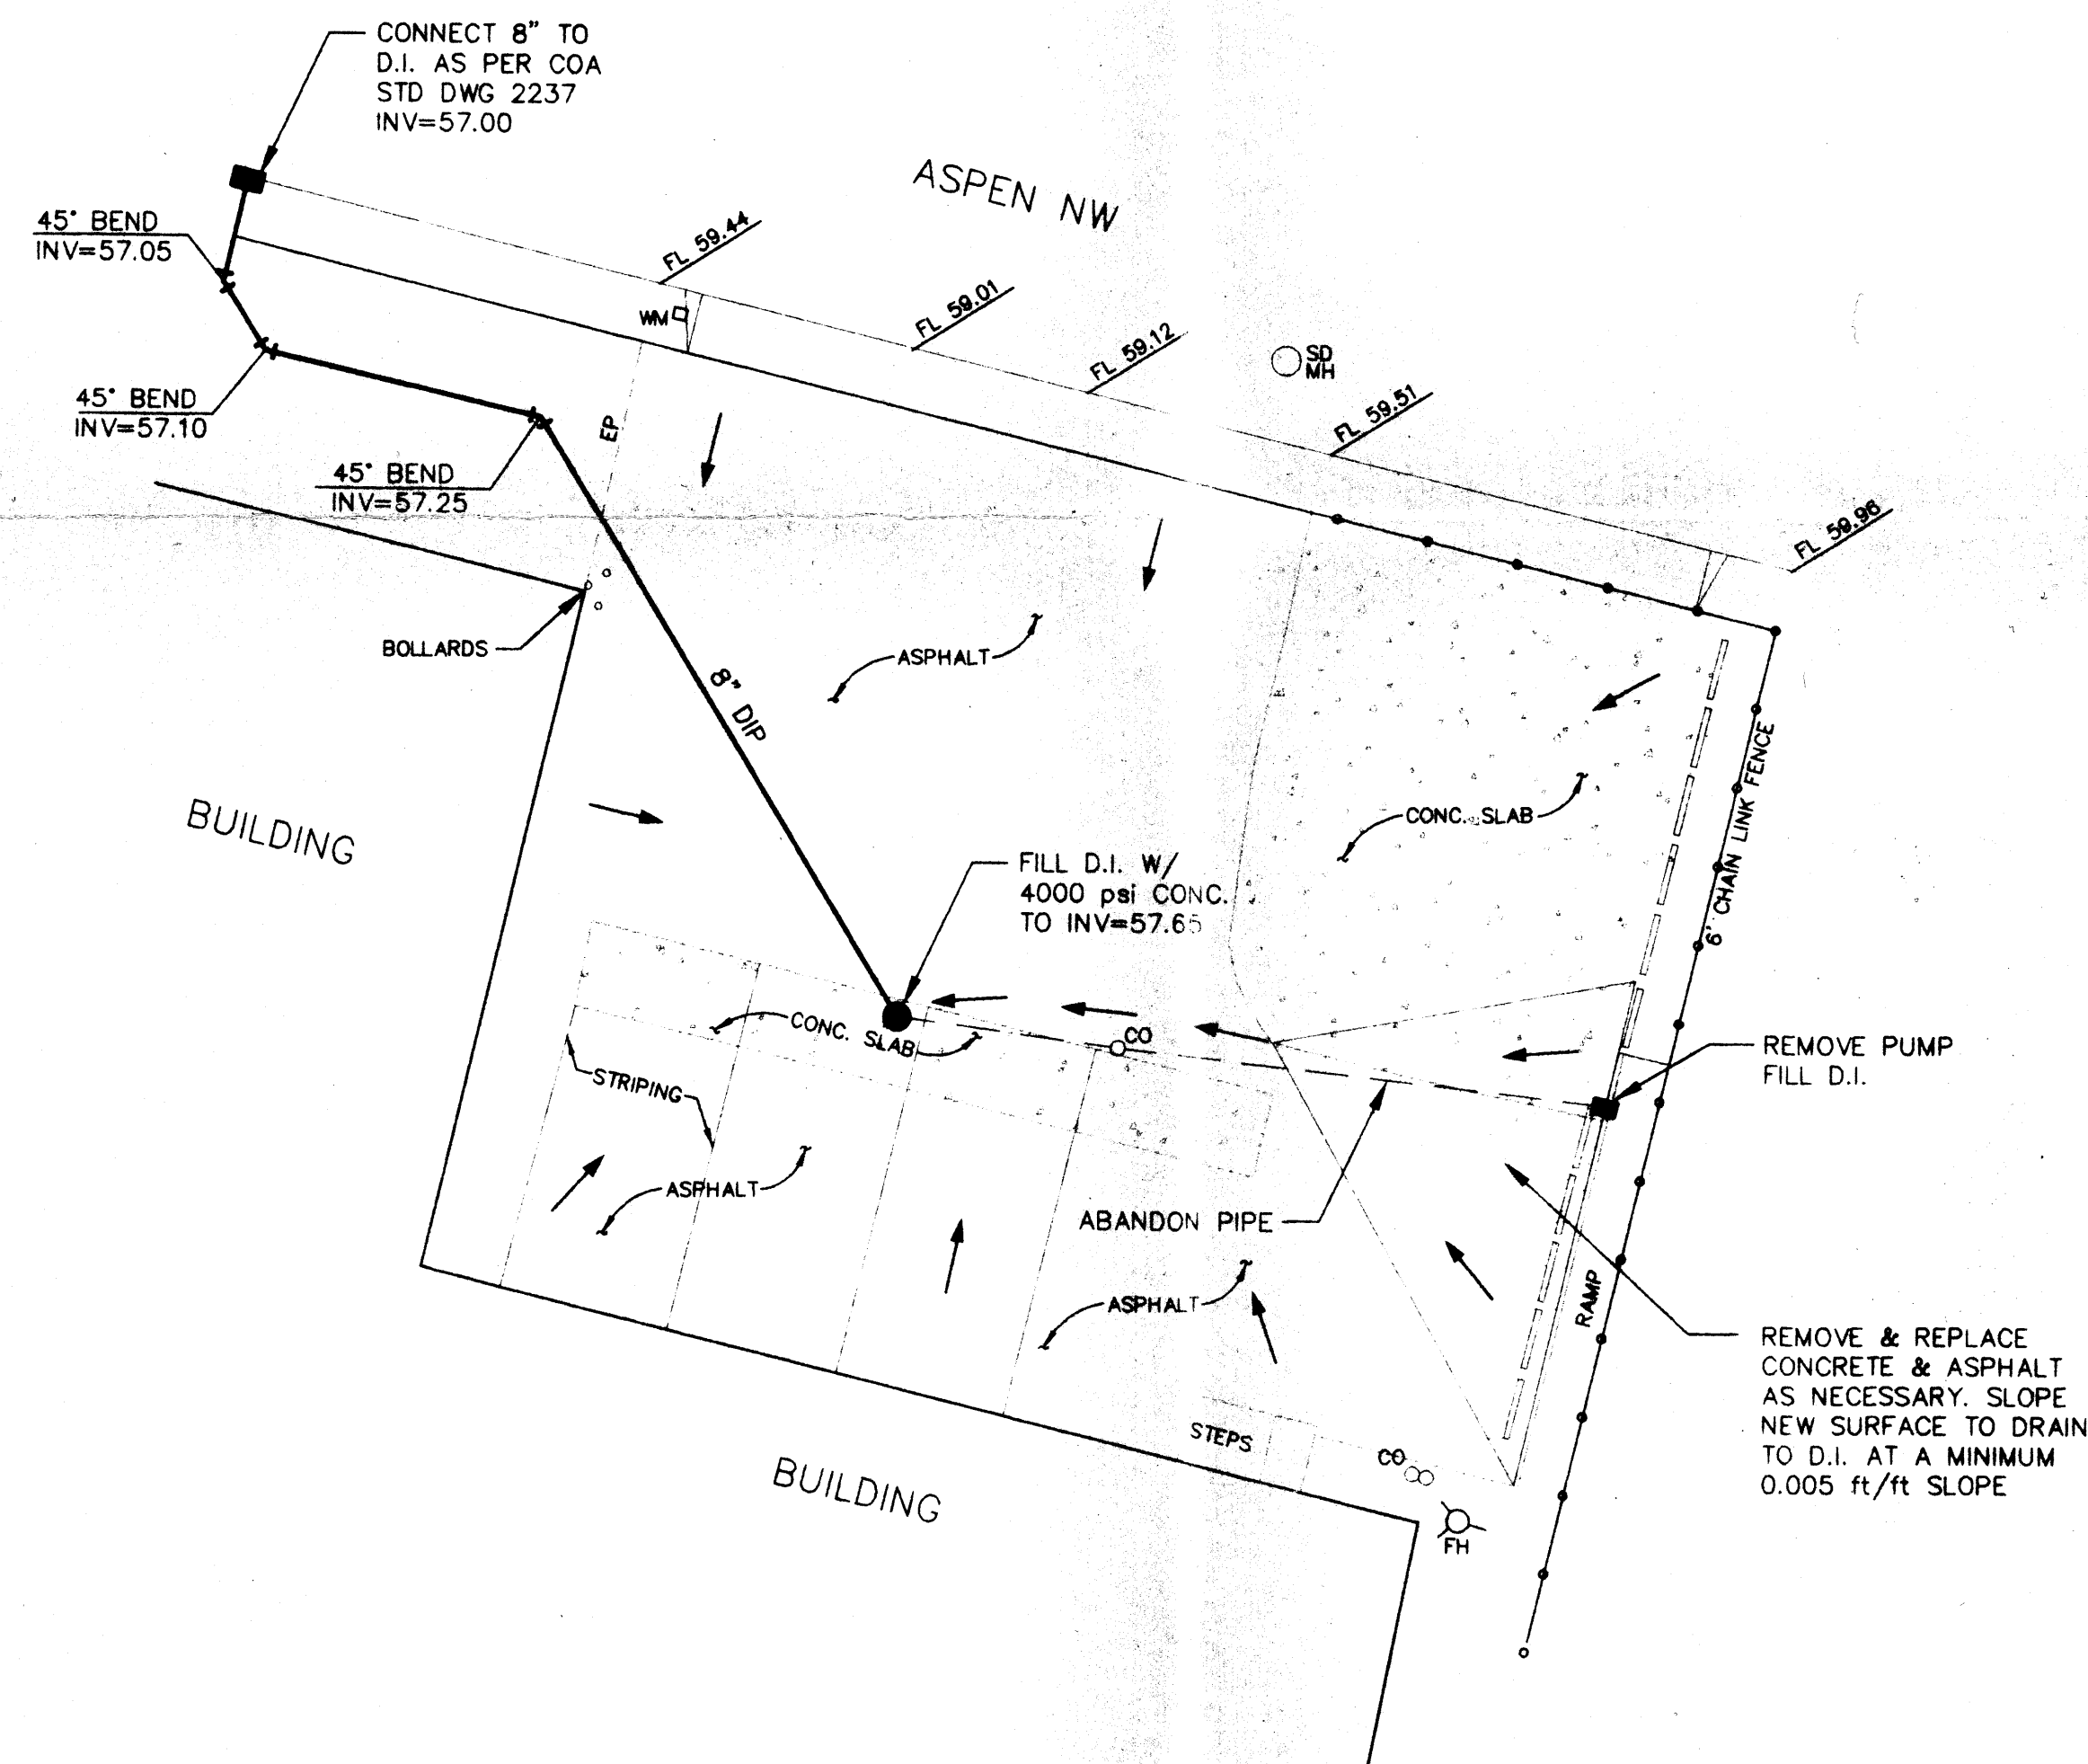 CONNECT 8" TO
D.I. AS PER COA
STD DWG 2237
INV=57.00
ASPEN NW
45° BEND
INV=57.05
FL 59.44
WM
FL 59.01
FL 59.12
SD
MH
FL 59.51
45° BEND
INV=57.10
EP
45° BEND
INV=57.25
FL 59.96
BOLLARDS
ASPHALT
8" DIP
6' CHAIN LINK FENCE
CONC. SLAB
BUILDING
FILL D.I. W/
4000 psi CONC.
TO INV=57.65
CONC. SLAB
CO
REMOVE PUMP
FILL D.I.
STRIPING
ASPHALT
ABANDON PIPE
ASPHALT
RAMP
REMOVE & REPLACE
CONCRETE & ASPHALT
AS NECESSARY. SLOPE
NEW SURFACE TO DRAIN
TO D.I. AT A MINIMUM
0.005 ft/ft SLOPE
STEPS
CO
BUILDING
FH